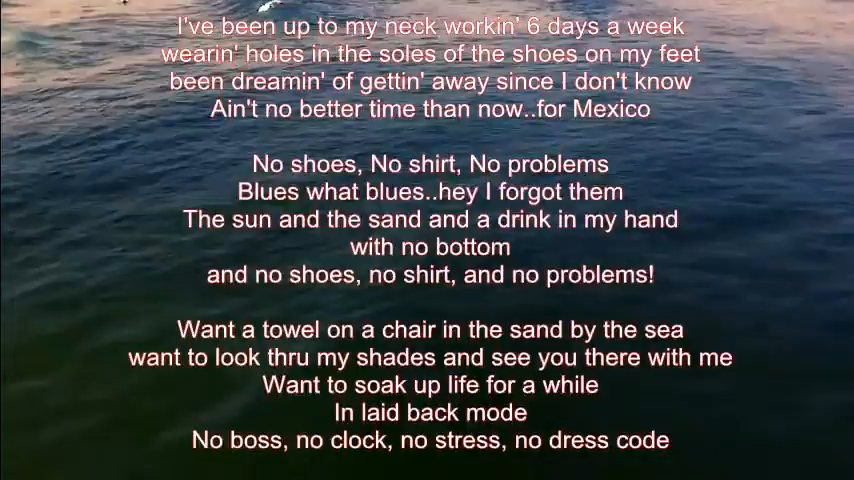 I've been up to my neck workin' 6 days a week
wearin' holes in the soles of the shoes on my feet
been dreamin' of gettin' away since I don't know
Ain't no better time than now..for Mexico
No shoes, No shirt, No problems
Blues what blues..hey I forgot them
The sun and the sand and a drink in my hand
with no bottom
and no shoes, no shirt, and no problems!
Want a towel on a chair in the sand by the sea
want to look thru my shades and see you there with me
Want to soak up life for a while
In laid back mode
No boss, no clock, no stress, no dress code